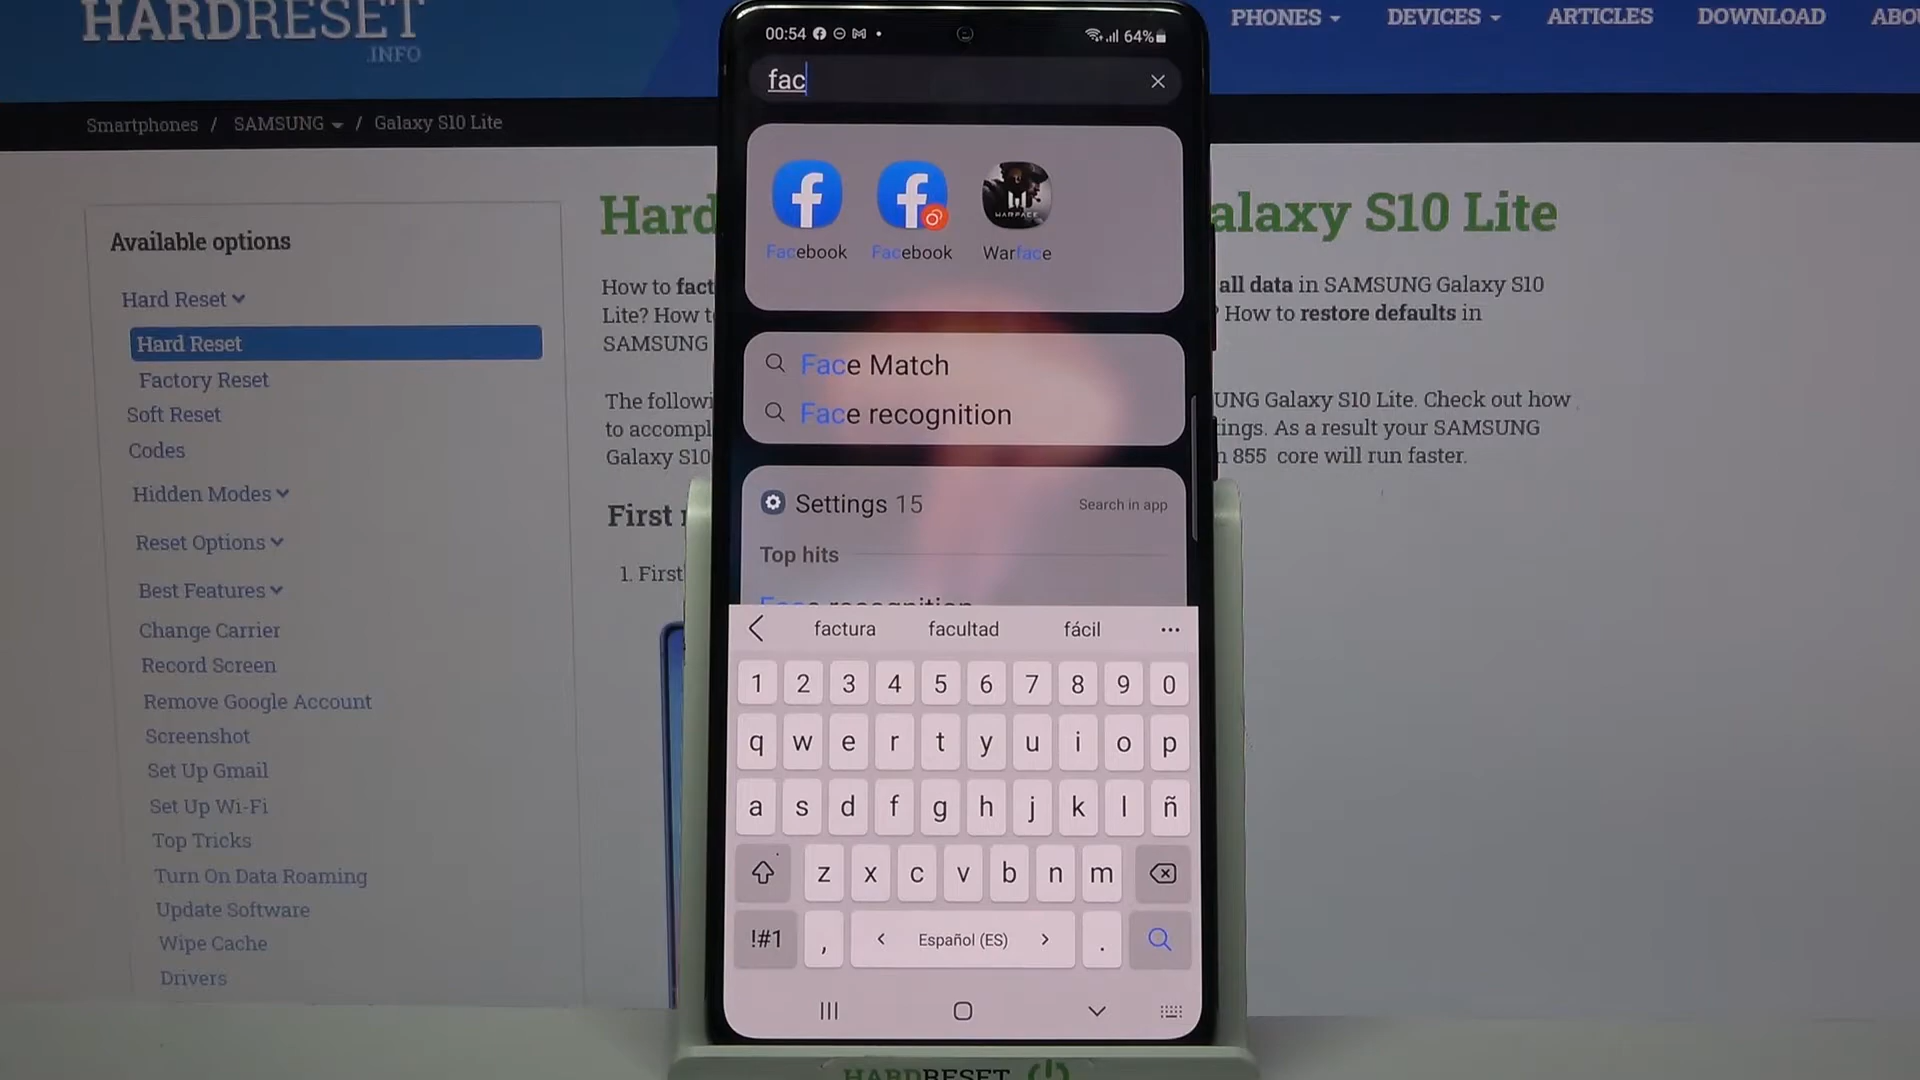 HARDRESET
.INFO
PHONES
DEVICES
ARTICLES
DOWNLOAD
Smartphones / SAMSUNG / Galaxy S10 Lite
Available options
Hard Reset
Hard Reset
Factory Reset
Soft Reset
Codes
Hidden Modes
Reset Options
Best Features
Change Carrier
Record Screen
Remove Google Account
Screenshot
Set Up Gmail
Set Up Wi-Fi
Top Tricks
Turn On Data Roaming
Update Software
Wipe Cache
Drivers
Hard
alaxy S10 Lite
How to fact
all data in SAMSUNG Galaxy S10
Lite? How t
? How to restore defaults in
SAMSUNG
The followi
UNG Galaxy S10 Lite. Check out how
to accompl
tings. As a result your SAMSUNG
Galaxy S10
855 core will run faster.
First
1. First
00:54 64%
fac
Facebook Facebook Warface
WARFACE
Face Match
Face recognition
Settings 15 Search in app
Top hits
Face recognition
factura facultad fácil
1 2 3 4 5 6 7 8 9 0
q w e r t y u i o p
a s d f g h j k l ñ
z x c v b n m
!#1 , < Español (ES) > .
HARDRESET